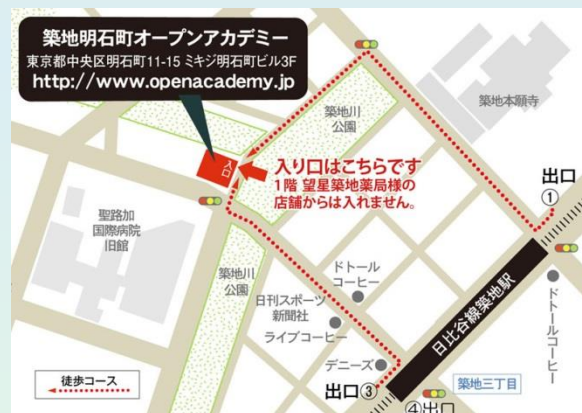 築地明石町オープンアカデミー
東京都中央区明石町11-15 ミキジ明石町ビル3F
http://www.openacademy.jp
築地川
公園
築地本願寺
入口
入り口はこちらです
1階 望星築地薬局様の
店舗からは入れません。
出口
①
聖路加
国際病院
旧館
築地川
公園
ドトール
コーヒー
日刊スポーツ
新聞社
ライブコーヒー
デニーズ
日比谷線築地駅
ドトールコーヒー
徒歩コース
出口③
築地三丁目
④出口